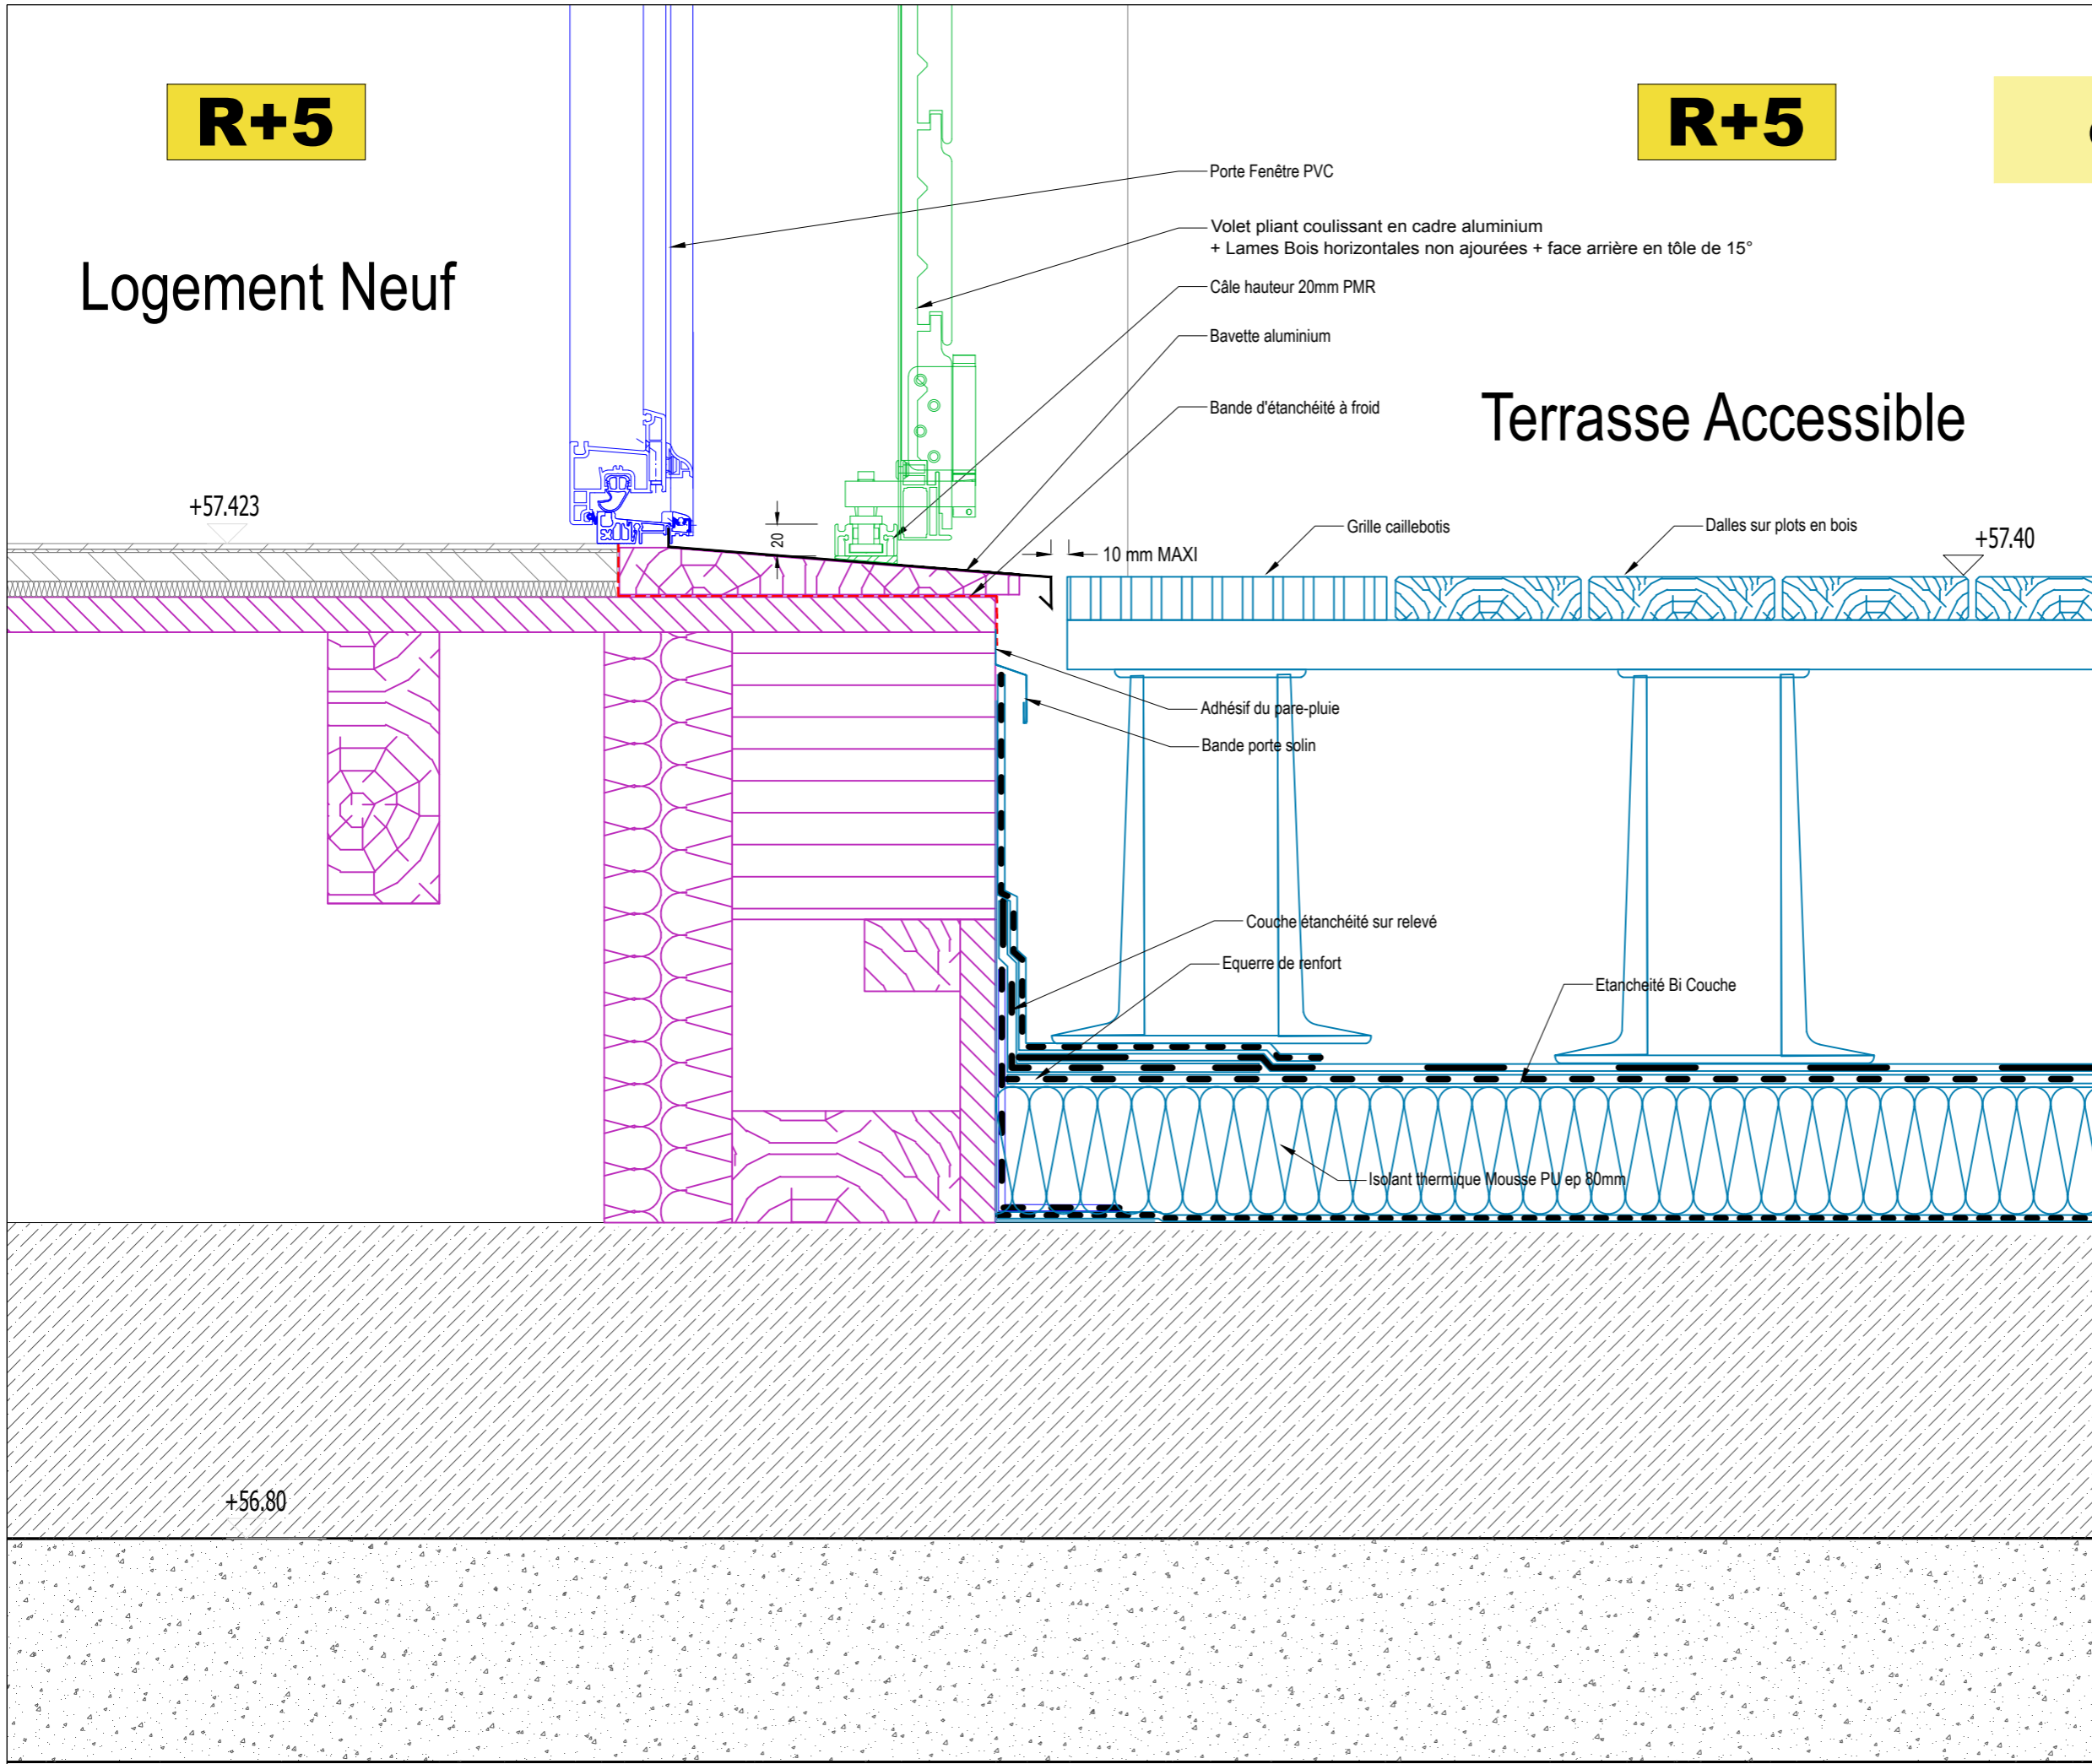 R+5
R+5
Porte Fenêtre PVC
Volet pliant coulissant en cadre aluminium
+ Lames Bois horizontales non ajourées + face arrière en tôle de 15°
Logement Neuf
Câle hauteur 20mm PMR
Bavette aluminium
Bande d'étanchéité à froid
Terrasse Accessible
+57.423
Grille caillebotis
Dalles sur plots en bois
+57.40
20
10 mm MAXI
Adhésif du pare-pluie
Bande porte solin
Couche étanchéité sur relevé
Equerre de renfort
Etancheité Bi Couche
Isolant thermique Mousse PU ep 80mm
+56.80